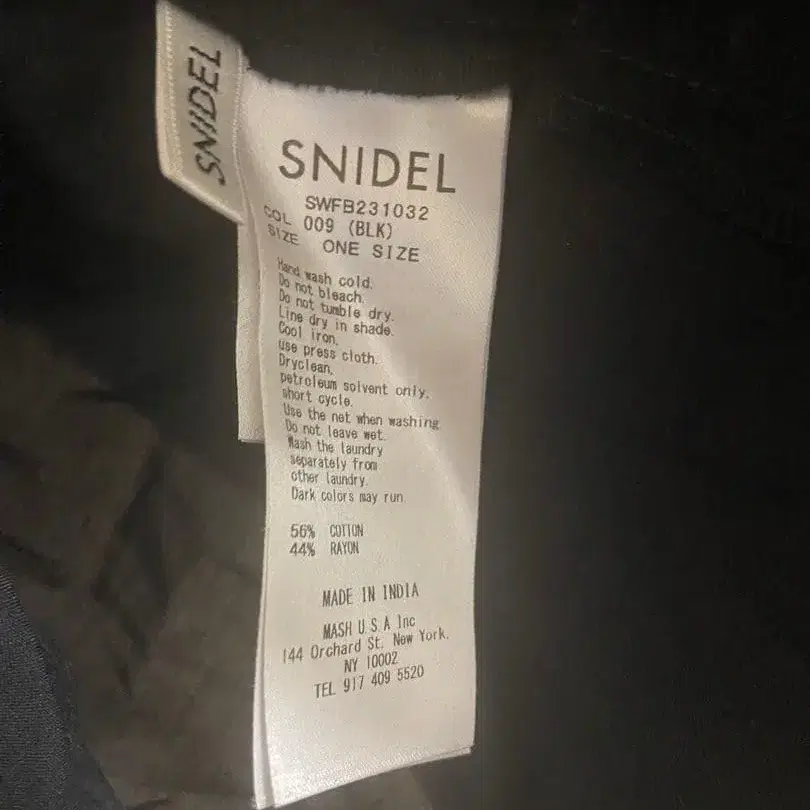 SNIDEL
SNIDEL
SWFB231032
COL 009 (BLK)
SIZE ONE SIZE
Hand wash cold.
Do not bleach.
Do not tumble dry.
Line dry in shade.
Cool iron.
use press cloth.
Dryclean,
petroleum solvent only.
short cycle.
Use the net when washing
Do not leave wet.
Wash the laundry
separately from
other laundry.
Dark colors may run
56% COTTON
44% RAYON
MADE IN INDIA
MASH U.S.A Inc
144 Orchard St. New York,
NY 10002
TEL 917 409 5520